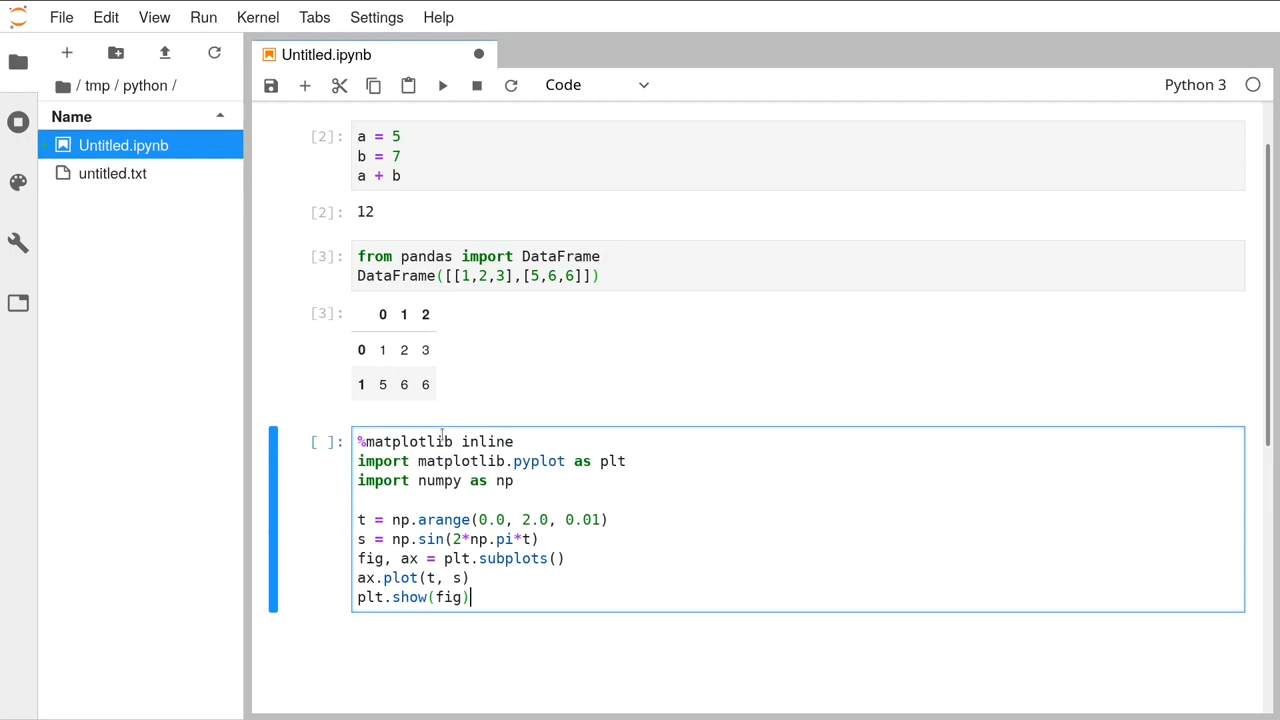 File Edit View Run Kernel Tabs Settings Help
/ tmp / python /
Name
Untitled.ipynb
untitled.txt
Untitled.ipynb
Code
Python 3
[2]: a = 5
b = 7
a + b
[2]: 12
[3]: from pandas import DataFrame
DataFrame([[1,2,3],[5,6,6]])
[3]: 0 1 2
0 1 2 3
1 5 6 6
[ ]: %matplotlib inline
import matplotlib.pyplot as plt
import numpy as np
t = np.arange(0.0, 2.0, 0.01)
s = np.sin(2*np.pi*t)
fig, ax = plt.subplots()
ax.plot(t, s)
plt.show(fig)